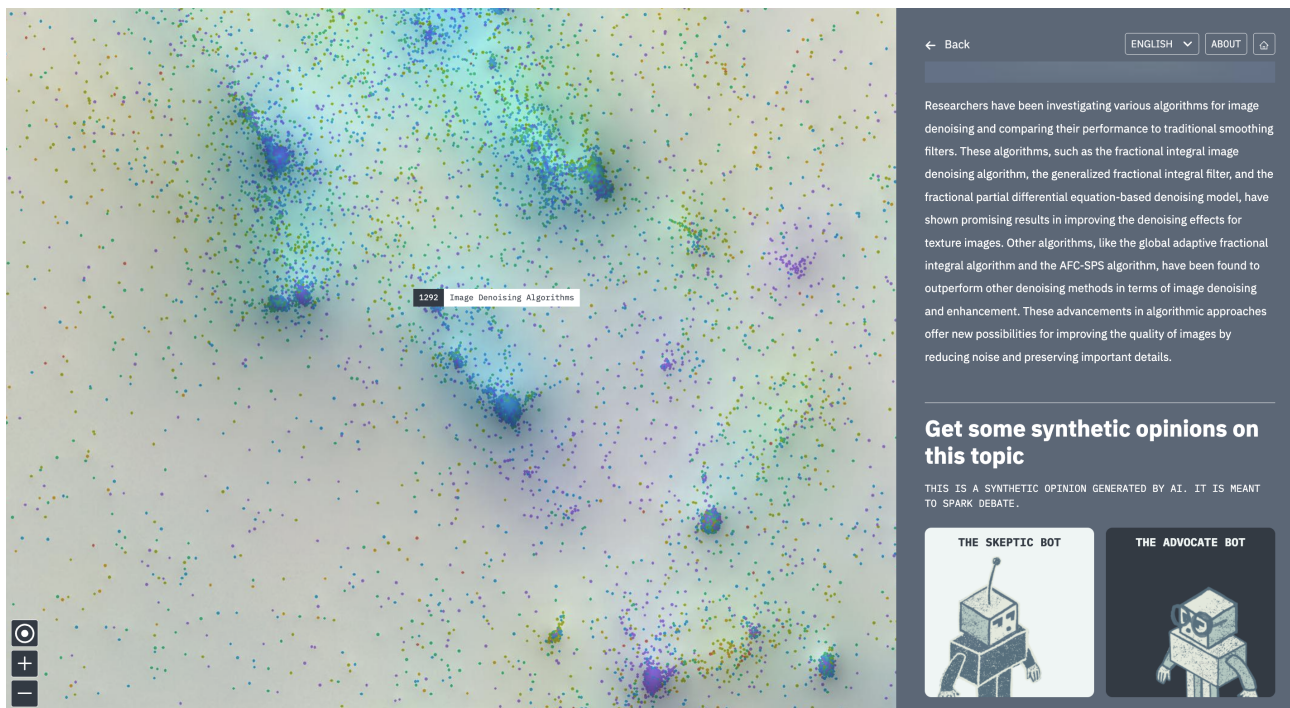 1292 Image Denoising Algorithms
Back
ENGLISH
ABOUT
Researchers have been investigating various algorithms for image
denoising and comparing their performance to traditional smoothing
filters. These algorithms, such as the fractional integral image
denoising algorithm, the generalized fractional integral filter, and the
fractional partial differential equation-based denoising model, have
shown promising results in improving the denoising effects for
texture images. Other algorithms, like the global adaptive fractional
integral algorithm and the AFC-SPS algorithm, have been found to
outperform other denoising methods in terms of image denoising
and enhancement. These advancements in algorithmic approaches
offer new possibilities for improving the quality of images by
reducing noise and preserving important details.
Get some synthetic opinions on
this topic
THIS IS A SYNTHETIC OPINION GENERATED BY AI. IT IS MEANT
TO SPARK DEBATE.
THE SKEPTIC BOT
THE ADVOCATE BOT